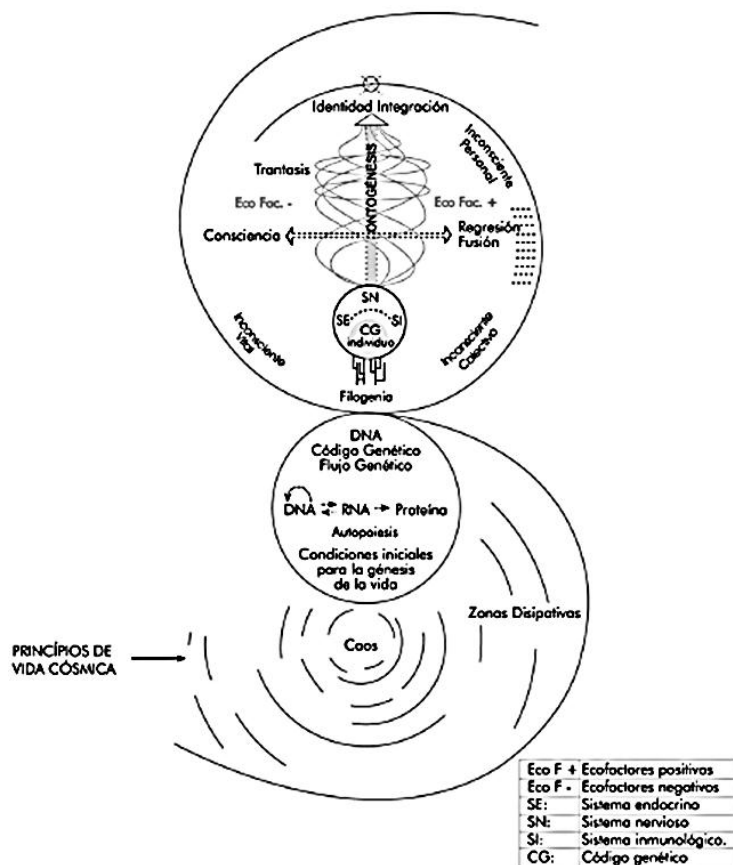 Identidad Integración
Inconsciente
Personal
ONTOGÉNESIS
Trantasis
Eco Fac. -
Eco Fac. +
Consciencia
Regresión
Fusión
SN
SE
SI
CG
individuo
Inconsciente
Vital
Inconsciente
Colectivo
Filogenia
DNA
Código Genético
Flujo Genético
DNA RNA Proteína
Autopoiesis
Condiciones iniciales
para la génesis
de la vida
Zonas Disipativas
Caos
PRINCÍPIOS DE
VIDA CÓSMICA
Eco F + Ecofactores positivos
Eco F - Ecofactores negativos
SE: Sistema endocrino
SN: Sistema nervioso
SI: Sistema inmunológico.
CG: Código genético